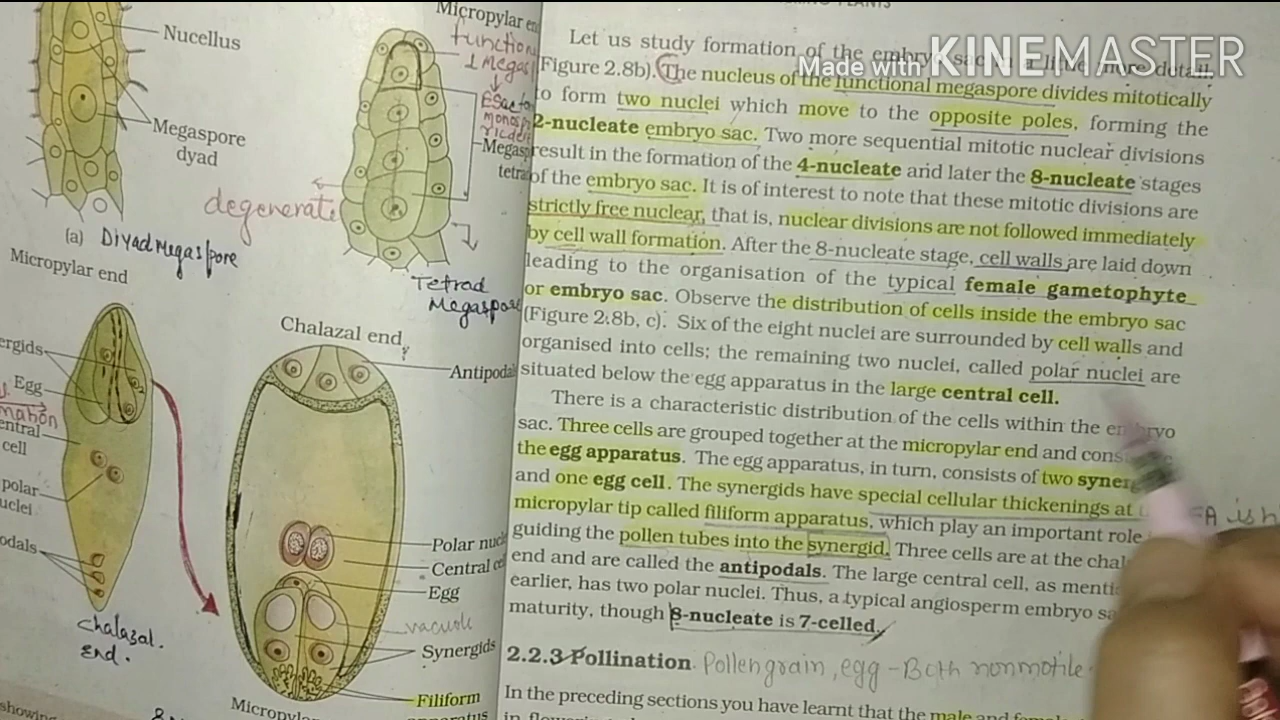 Nucellus
Megaspore
dyad
(a) Diyad Megaspore
Micropylar end
Egg
cell
polar
Chalazal
End.
Micropylar
Megas
tetra
degenerate
Tetrad
Megaspore
Chalazal end
Antipodals
Polar nuc
Central ce
Egg
vacuole
Synergids
Filiform
Micropylar
Made with KINEMASTER
Let us study formation of the embryo sac in a little more detail.
(Figure 2.8b). The nucleus of the functional megaspore divides mitotically
to form two nuclei which move to the opposite poles, forming the
2-nucleate embryo sac. Two more sequential mitotic nuclear divisions
result in the formation of the 4-nucleate and later the 8-nucleate stages
of the embryo sac. It is of interest to note that these mitotic divisions are
strictly free nuclear, that is, nuclear divisions are not followed immediately
by cell wall formation. After the 8-nucleate stage, cell walls are laid down
leading to the organisation of the typical female gametophyte
or embryo sac. Observe the distribution of cells inside the embryo sac
(Figure 2.8b, c). Six of the eight nuclei are surrounded by cell walls and
organised into cells; the remaining two nuclei, called polar nuclei are
situated below the egg apparatus in the large central cell.
There is a characteristic distribution of the cells within the embryo
sac. Three cells are grouped together at the micropylar end and cons
the egg apparatus. The egg apparatus, in turn, consists of two syner
and one egg cell. The synergids have special cellular thickenings at
micropylar tip called filiform apparatus, which play an important role
guiding the pollen tubes into the synergid. Three cells are at the chal
end and are called the antipodals. The large central cell, as menti
earlier, has two polar nuclei. Thus, a typical angiosperm embryo sa
maturity, though 8-nucleate is 7-celled.
2.2.3 Pollination Pollengrain, egg - Both nonmotile
In the preceding sections you have learnt that the male and fem